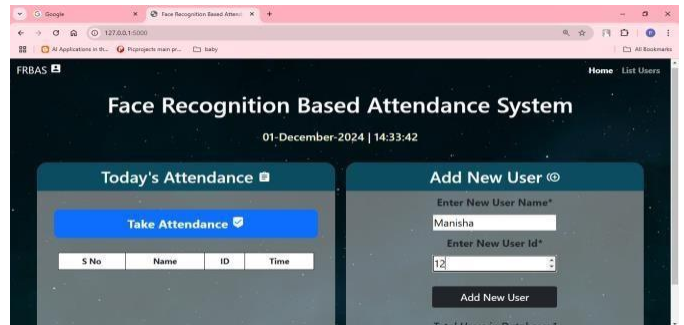 Google
Face Recognition Based Attend
127.0.0.1:5000
AI Applications in th...
Picprojects main pr...
baby
All Bookmarks
FRBAS
Home List Users
Face Recognition Based Attendance System
01-December-2024 | 14:33:42
Today's Attendance
Take Attendance
S No Name ID Time
Add New User
Enter New User Name*
Manisha
Enter New User Id*
12
Add New User